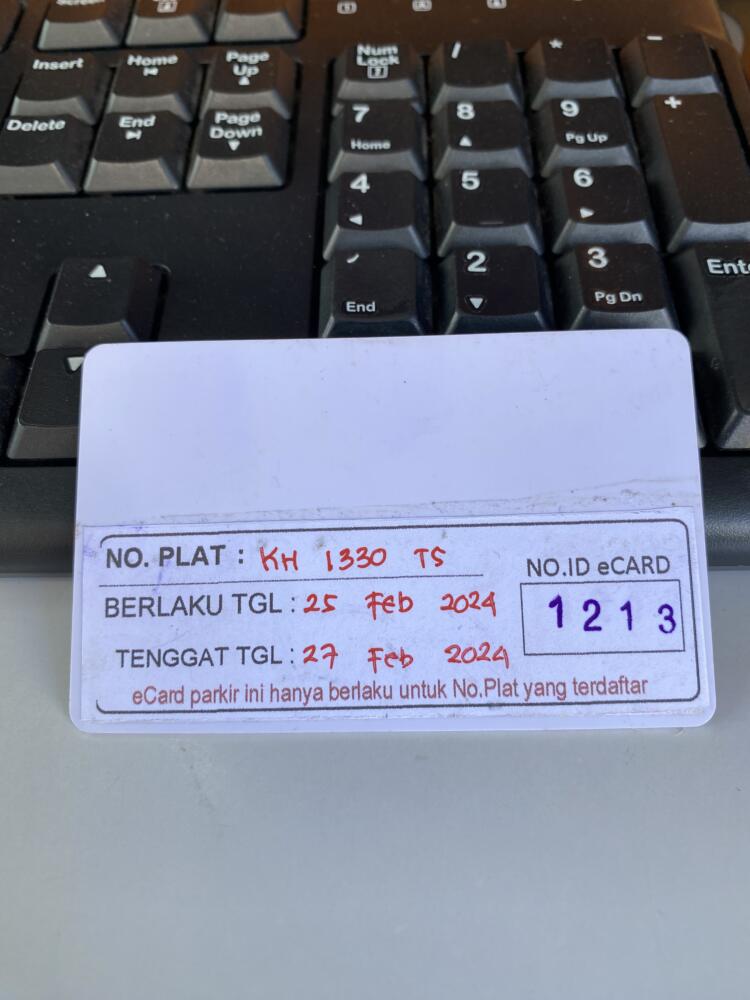 Screen
Insert Home Page Up Num Lock / * -
7 Home 8 9 Pg Up +
Delete End Page Down
4 5 6
End 2 3 Pg Dn Ente
NO. PLAT : KH 1330 TS
NO.ID eCARD
BERLAKU TGL : 25 Feb 2024
1213
TENGGAT TGL : 27 Feb 2024
eCard parkir ini hanya berlaku untuk No.Plat yang terdaftar